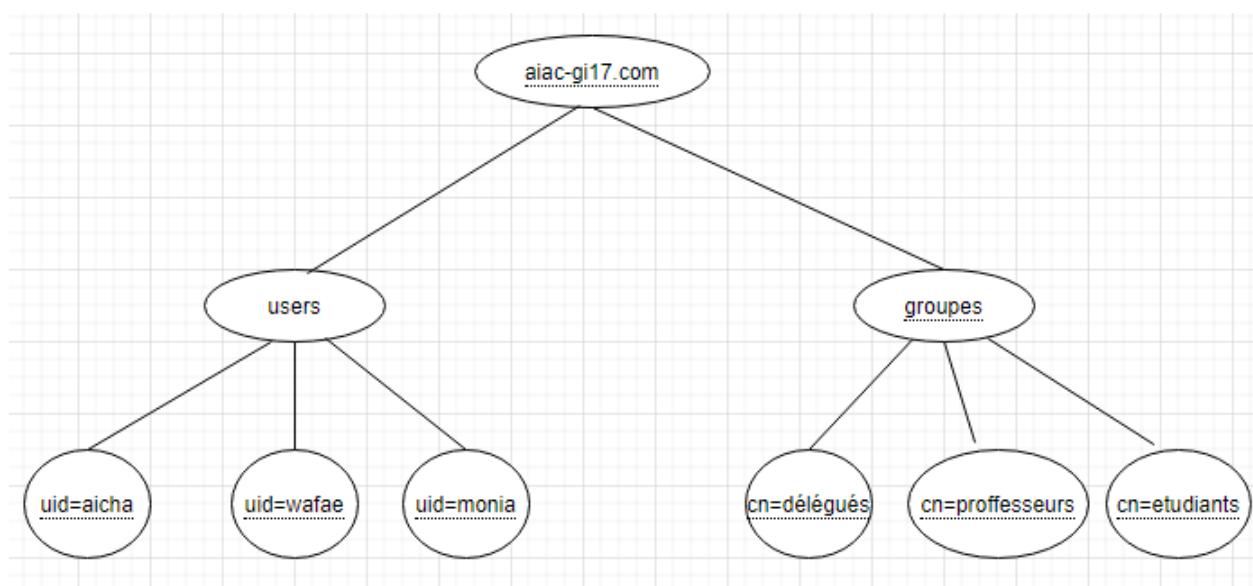 aiac-gi17.com
users
groupes
uid=aicha
uid=wafae
uid=monia
cn=délégués
cn=proffesseurs
cn=etudiants